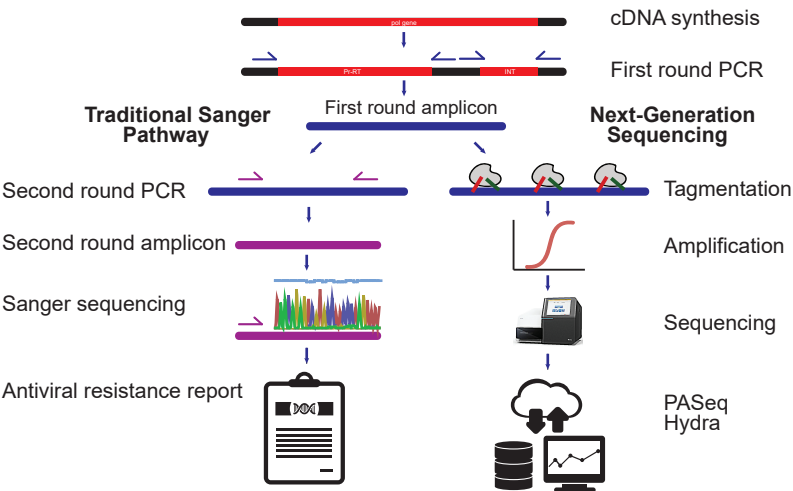 cDNA synthesis
pol gene
First round PCR
Pr-RT
INT
First round amplicon
Traditional Sanger
Pathway
Next-Generation
Sequencing
Second round PCR
Tagmentation
Second round amplicon
Amplification
Sanger sequencing
Sequencing
Antiviral resistance report
PASeq
Hydra